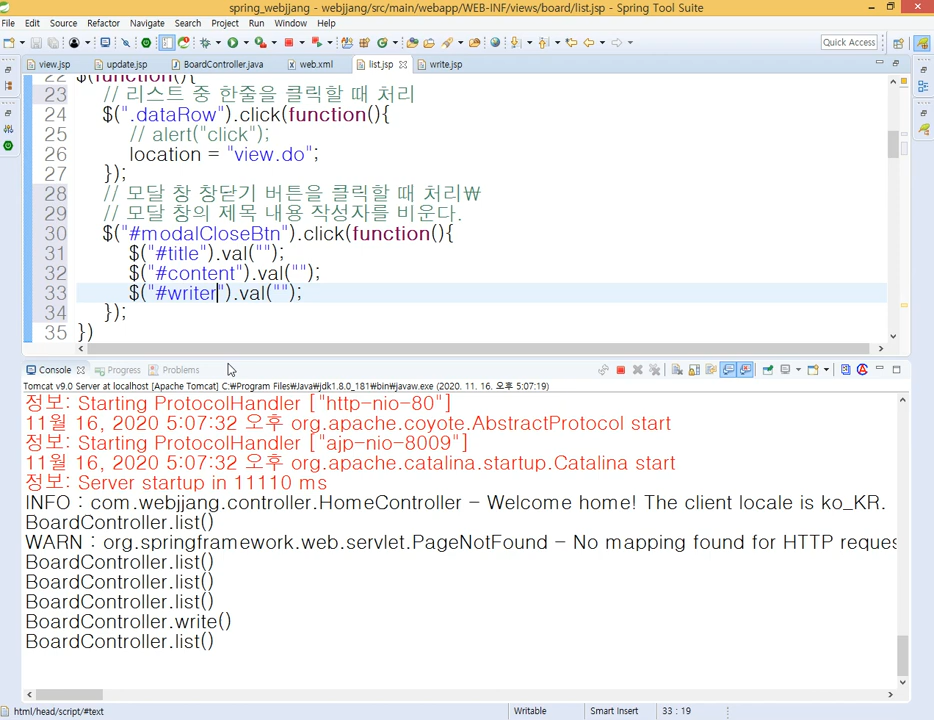 spring_webjjang - webjjang/src/main/webapp/WEB-INF/views/board/list.jsp - Spring Tool Suite
File Edit Source Refactor Navigate Search Project Run Window Help
Quick Access
view.jsp update.jsp BoardController.java web.xml list.jsp write.jsp
22 $(function(){
23 // 리스트 중 한줄을 클릭할 때 처리
24 $(".dataRow").click(function(){
25 // alert("click");
26 location = "view.do";
27 });
28 // 모달 창 창닫기 버튼을 클릭할 때 처리₩
29 // 모달 창의 제목 내용 작성자를 비운다.
30 $("#modalCloseBtn").click(function(){
31 $("#title").val("");
32 $("#content").val("");
33 $("#writer").val("");
34 });
35 })
Console Progress Problems
Tomcat v9.0 Server at localhost [Apache Tomcat] C:₩Program Files₩Java₩jdk1.8.0_181₩bin₩javaw.exe (2020. 11. 16. 오후 5:07:19)
정보: Starting ProtocolHandler ["http-nio-80"]
11월 16, 2020 5:07:32 오후 org.apache.coyote.AbstractProtocol start
정보: Starting ProtocolHandler ["ajp-nio-8009"]
11월 16, 2020 5:07:32 오후 org.apache.catalina.startup.Catalina start
정보: Server startup in 11110 ms
INFO : com.webjjang.controller.HomeController - Welcome home! The client locale is ko_KR.
BoardController.list()
WARN : org.springframework.web.servlet.PageNotFound - No mapping found for HTTP reques
BoardController.list()
BoardController.list()
BoardController.list()
BoardController.write()
BoardController.list()
html/head/script/#text Writable Smart Insert 33 : 19